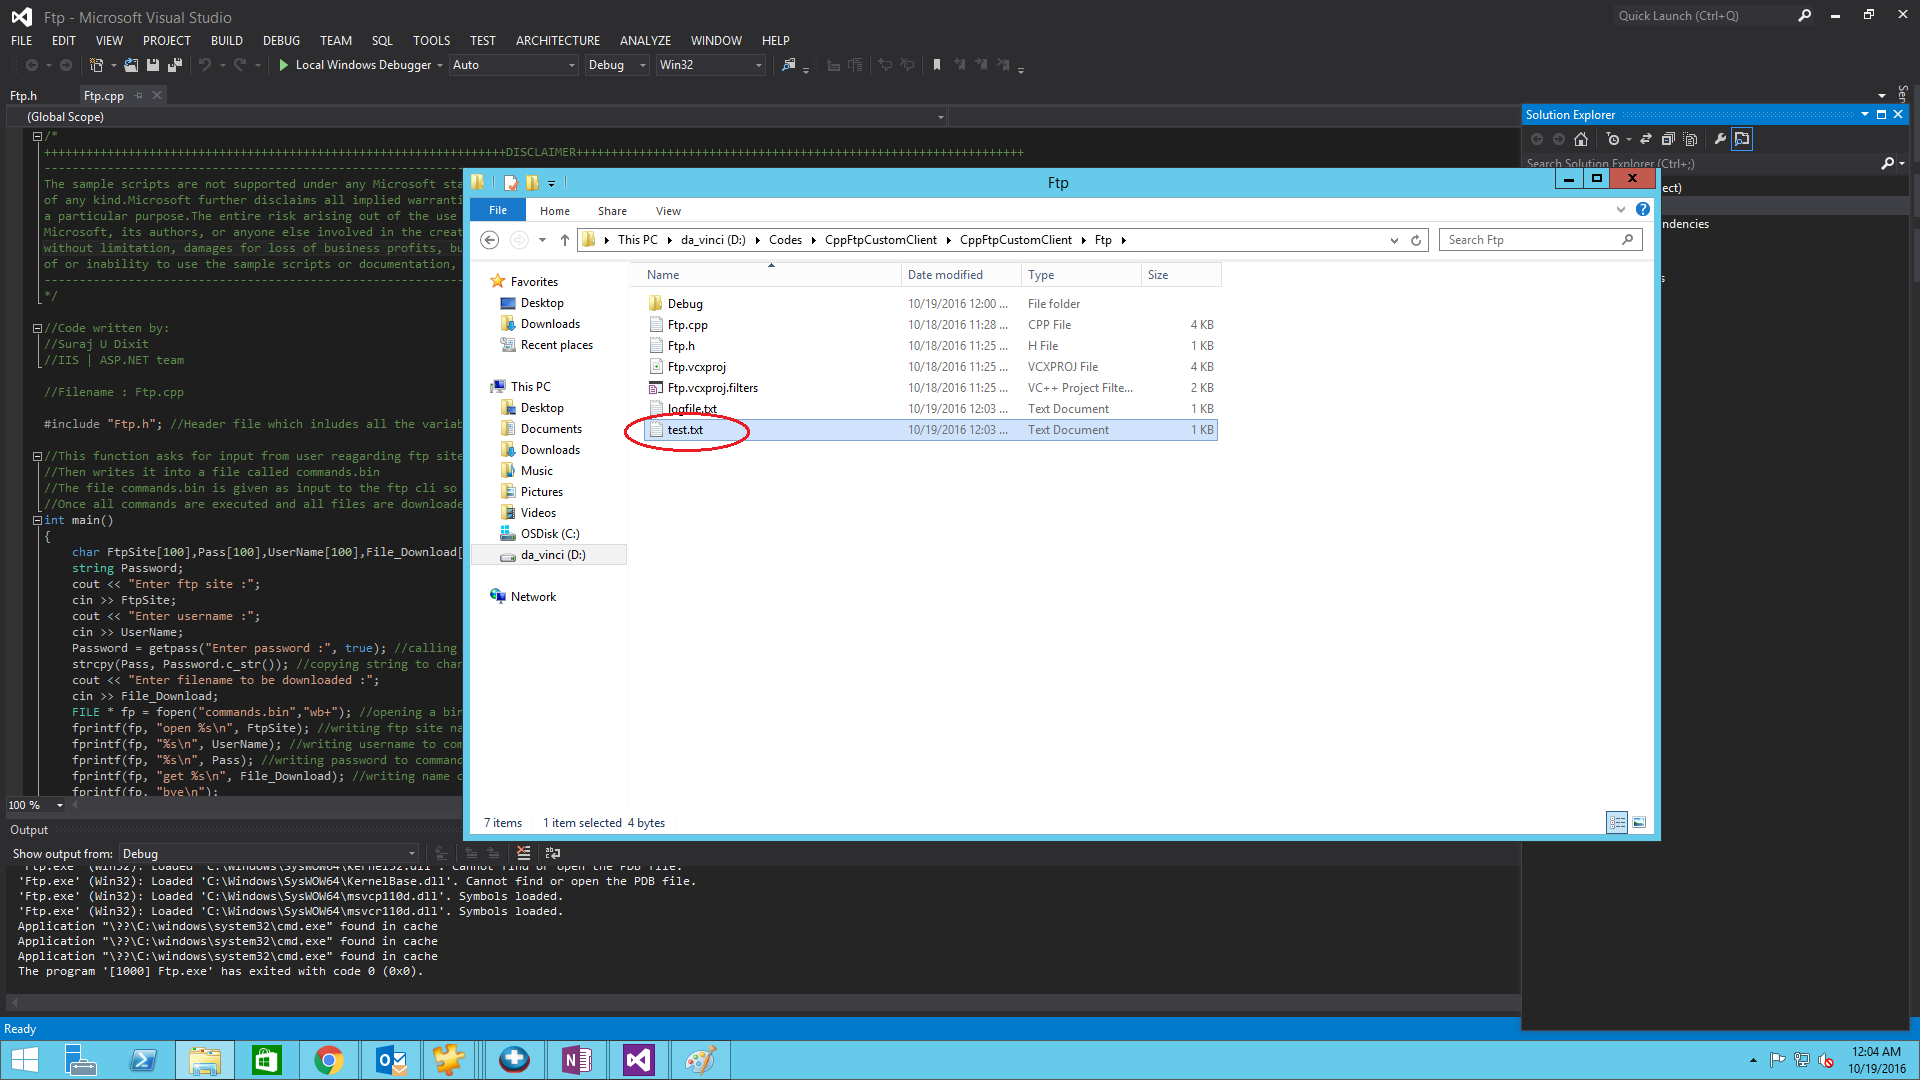 Ftp - Microsoft Visual Studio
Quick Launch (Ctrl+Q)
FILE EDIT VIEW PROJECT BUILD DEBUG TEAM SQL TOOLS TEST ARCHITECTURE ANALYZE WINDOW HELP
Local Windows Debugger Auto Debug Win32
Ftp.h Ftp.cpp
(Global Scope)
/*
++++++++++++++++++++++++++++++++++++++++++++++++++++++++++++++++++DISCLAIMER++++++++++++++++++++++++++++++++++++++++++++++++++++++++++++++++
------------------------------------------------------------
The sample scripts are not supported under any Microsoft sta
of any kind.Microsoft further disclaims all implied warranti
a particular purpose.The entire risk arising out of the use
Microsoft, its authors, or anyone else involved in the creat
without limitation, damages for loss of business profits, bu
of or inability to use the sample scripts or documentation,
------------------------------------------------------------
*/
//Code written by:
//Suraj U Dixit
//IIS | ASP.NET team
//Filename : Ftp.cpp
#include "Ftp.h"; //Header file which inludes all the variab
//This function asks for input from user reagarding ftp site
//Then writes it into a file called commands.bin
//The file commands.bin is given as input to the ftp cli so
//Once all commands are executed and all files are downloade
int main()
{
char FtpSite[100],Pass[100],UserName[100],File_Download[
string Password;
cout << "Enter ftp site :";
cin >> FtpSite;
cout << "Enter username :";
cin >> UserName;
Password = getpass("Enter password :", true); //calling
strcpy(Pass, Password.c_str()); //copying string to char
cout << "Enter filename to be downloaded :";
cin >> File_Download;
FILE * fp = fopen("commands.bin","wb+"); //opening a bin
fprintf(fp, "open %s\n", FtpSite); //writing ftp site na
fprintf(fp, "%s\n", UserName); //writing username to com
fprintf(fp, "%s\n", Pass); //writing password to command
fprintf(fp, "get %s\n", File_Download); //writing name o
fprintf(fp, "bye\n");
100 %
Ftp
File Home Share View
This PC da_vinci (D:) Codes CppFtpCustomClient CppFtpCustomClient Ftp
Search Ftp
Favorites
Desktop
Downloads
Recent places
This PC
Desktop
Documents
Downloads
Music
Pictures
Videos
OSDisk (C:)
da_vinci (D:)
Network
Name Date modified Type Size
Debug 10/19/2016 12:00 ... File folder
Ftp.cpp 10/18/2016 11:28 ... CPP File 4 KB
Ftp.h 10/18/2016 11:25 ... H File 1 KB
Ftp.vcxproj 10/18/2016 11:25 ... VCXPROJ File 4 KB
Ftp.vcxproj.filters 10/18/2016 11:25 ... VC++ Project Filte... 2 KB
logfile.txt 10/19/2016 12:03 ... Text Document 1 KB
test.txt 10/19/2016 12:03 ... Text Document 1 KB
7 items 1 item selected 4 bytes
Solution Explorer
Search Solution Explorer (Ctrl+;)
ect)
ndencies
s
Ser
Output
Show output from: Debug
'Ftp.exe' (Win32): Loaded 'C:\Windows\SysWOW64\kernel32.dll'. Cannot find or open the PDB file.
'Ftp.exe' (Win32): Loaded 'C:\Windows\SysWOW64\KernelBase.dll'. Cannot find or open the PDB file.
'Ftp.exe' (Win32): Loaded 'C:\Windows\SysWOW64\msvcp110d.dll'. Symbols loaded.
'Ftp.exe' (Win32): Loaded 'C:\Windows\SysWOW64\msvcr110d.dll'. Symbols loaded.
Application "\??\C:\windows\system32\cmd.exe" found in cache
Application "\??\C:\windows\system32\cmd.exe" found in cache
Application "\??\C:\windows\system32\cmd.exe" found in cache
The program '[1000] Ftp.exe' has exited with code 0 (0x0).
Ready
12:04 AM
10/19/2016